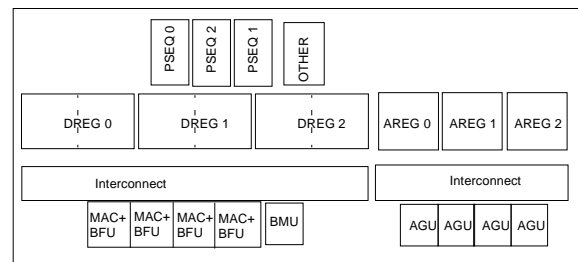 PSEQ 0 PSEQ 2 PSEQ 1 OTHER
DREG 0 DREG 1 DREG 2 AREG 0 AREG 1 AREG 2
Interconnect Interconnect
MAC+ MAC+ MAC+ MAC+ BMU AGU AGU AGU AGU
BFU BFU BFU BFU